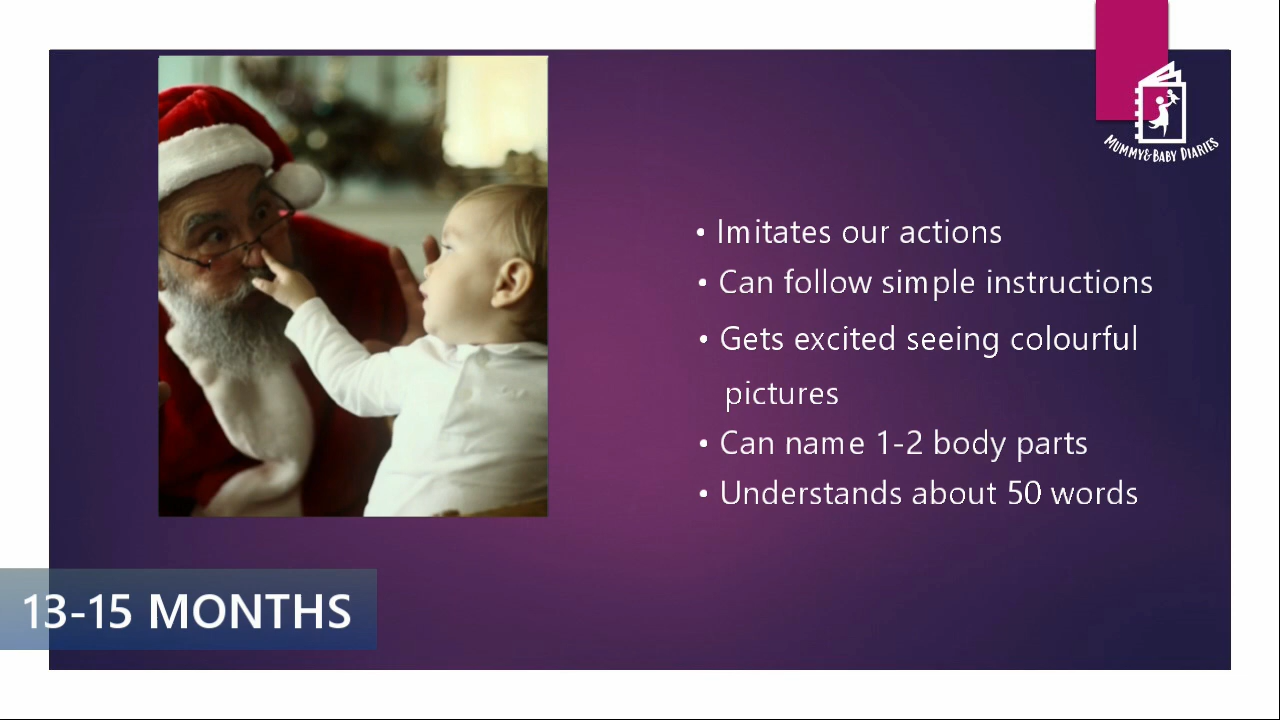 MUMMY&BABY DIARIES
• Imitates our actions
• Can follow simple instructions
• Gets excited seeing colourful
pictures
• Can name 1-2 body parts
• Understands about 50 words
13-15 MONTHS